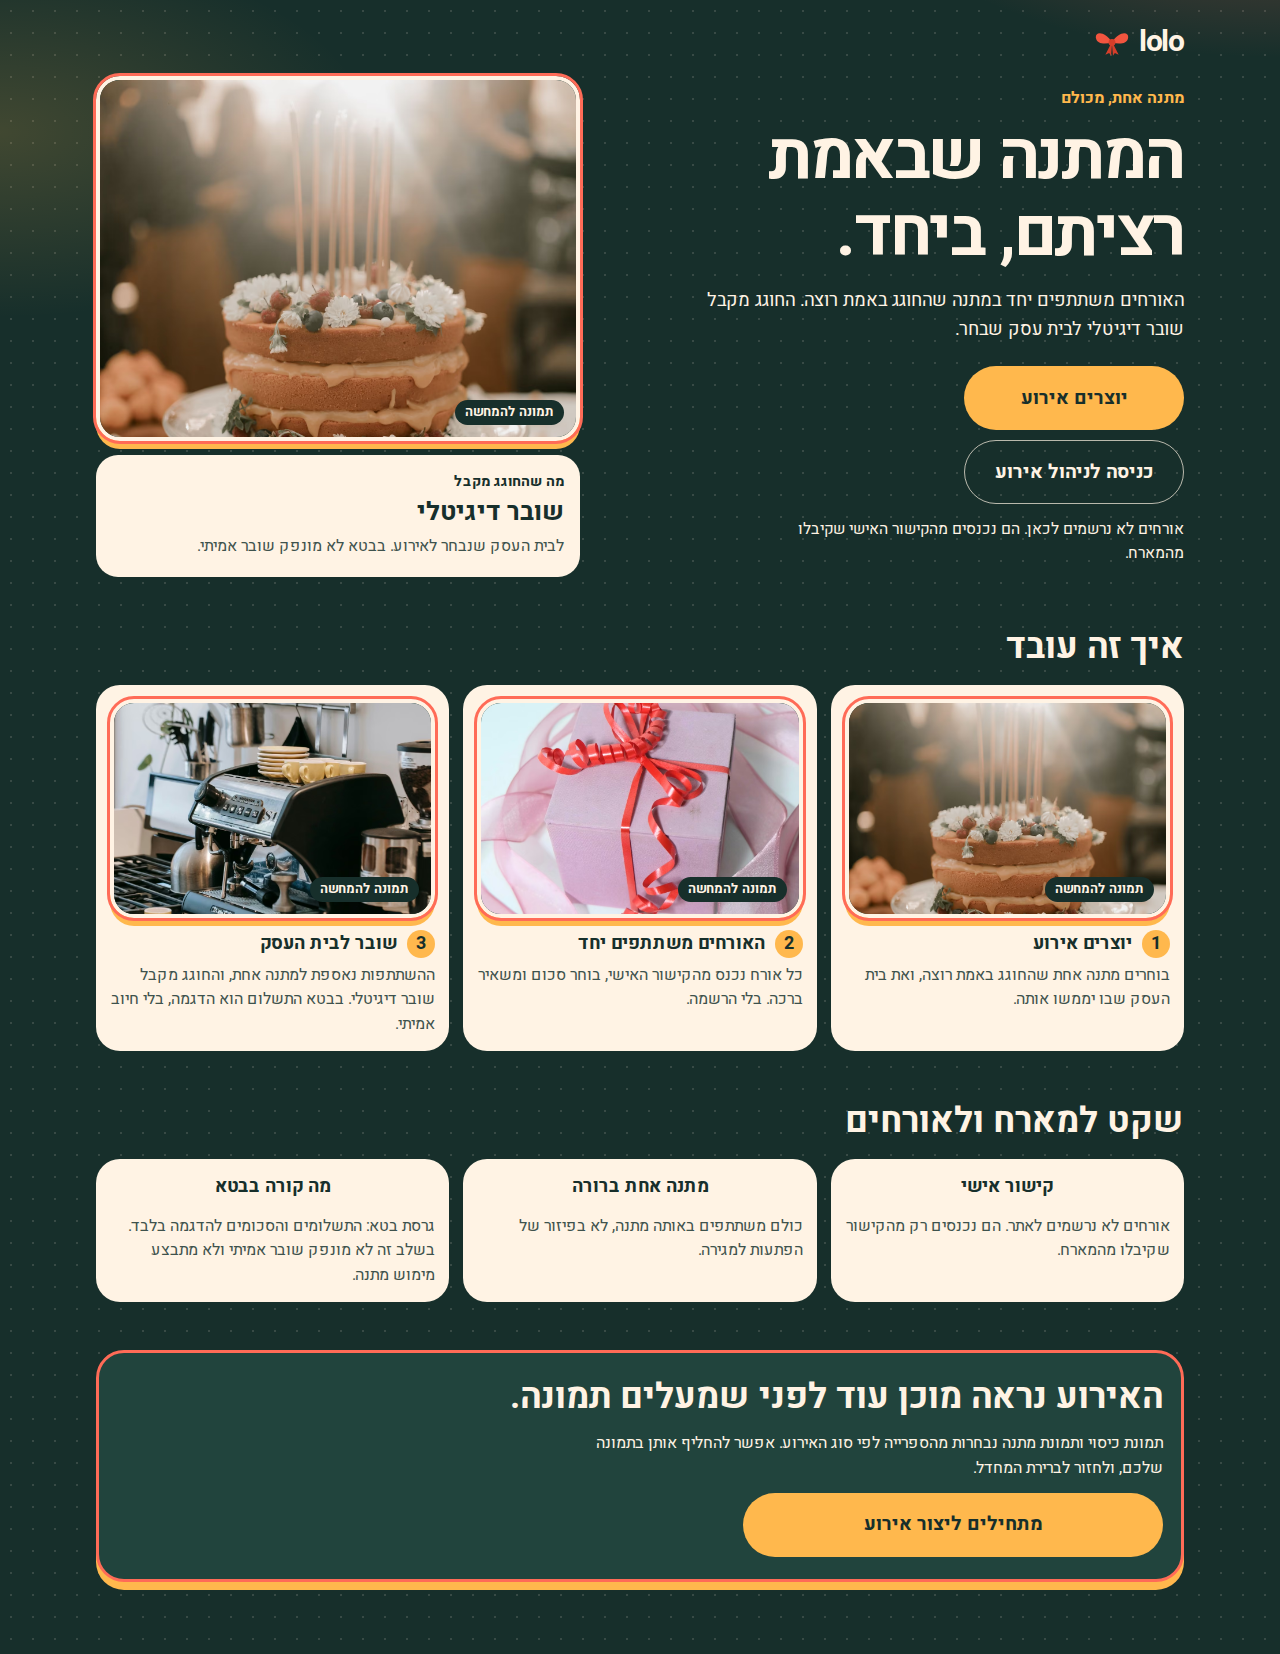 lolo
מתנה אחת, מכולם
המתנה שבאמת
רציתם, ביחד.
האורחים משתתפים יחד במתנה שהחוגג באמת רוצה. החוגג מקבל
שובר דיגיטלי לבית עסק שבחר.
יוצרים אירוע
כניסה לניהול אירוע
אורחים לא נרשמים לכאן. הם נכנסים מהקישור האישי שקיבלו
מהמארח.
תמונה להמחשה
מה שהחוגג מקבל
שובר דיגיטלי
לבית העסק שנבחר לאירוע. בבטא לא מונפק שובר אמיתי.
איך זה עובד
תמונה להמחשה
1 יוצרים אירוע
בוחרים מתנה אחת שהחוגג באמת רוצה, ואת בית
העסק שבו יממשו אותה.
תמונה להמחשה
2 האורחים משתתפים יחד
כל אורח נכנס מהקישור האישי, בוחר סכום ומשאיר
ברכה. בלי הרשמה.
תמונה להמחשה
3 שובר לבית העסק
ההשתתפות נאספת למתנה אחת, והחוגג מקבל
שובר דיגיטלי. בבטא התשלום הוא הדגמה, בלי חיוב
אמיתי.
שקט למארח ולאורחים
קישור אישי
אורחים לא נרשמים לאתר. הם נכנסים רק מהקישור
שקיבלו מהמארח.
מתנה אחת ברורה
כולם משתתפים באותה מתנה, לא בפיזור של
הפתעות למגירה.
מה קורה בבטא
גרסת בטא: התשלומים והסכומים להדגמה בלבד.
בשלב זה לא מונפק שובר אמיתי ולא מתבצע
מימוש מתנה.
האירוע נראה מוכן עוד לפני שמעלים תמונה.
תמונת כיסוי ותמונת מתנה נבחרות מהספרייה לפי סוג האירוע. אפשר להחליף אותן בתמונה
שלכם, ולחזור לברירת המחדל.
מתחילים ליצור אירוע